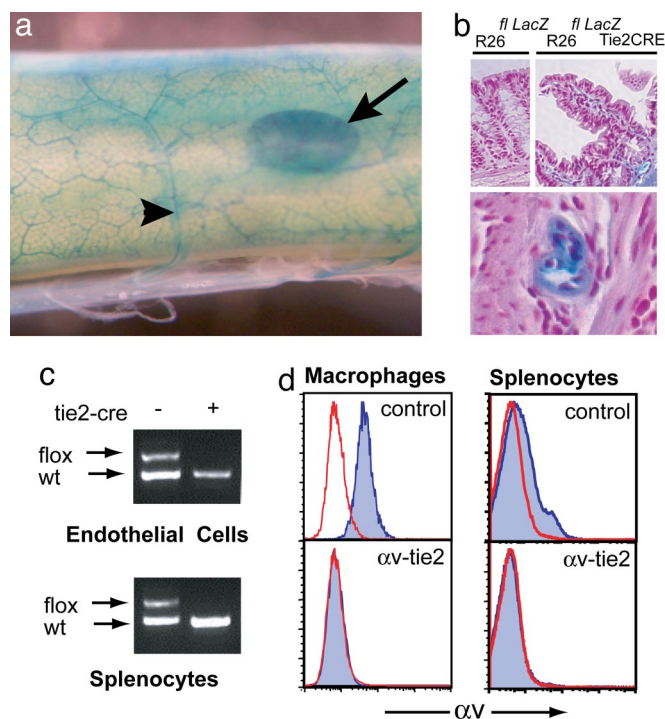 a
b
fl LacZ fl LacZ
R26 R26 Tie2CRE
c
tie2-cre - +
flox
wt
Endothelial Cells
flox
wt
Splenocytes
d
Macrophages Splenocytes
control control
αv-tie2 αv-tie2
αv